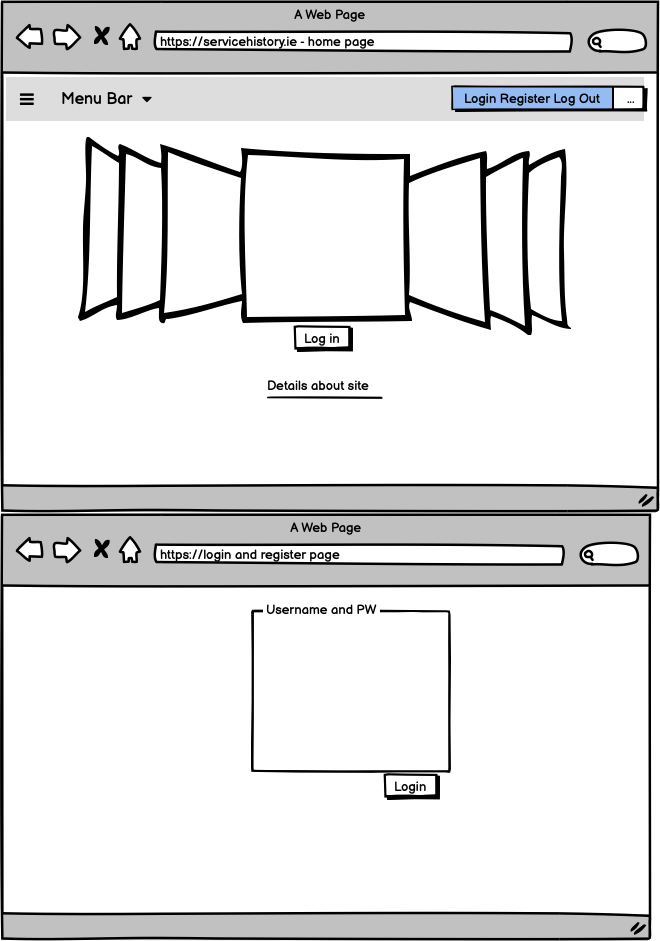 A Web Page
https://servicehistory.ie - home page
Menu Bar
Login Register Log Out ...
Log in
Details about site
A Web Page
https://login and register page
Username and PW
Login